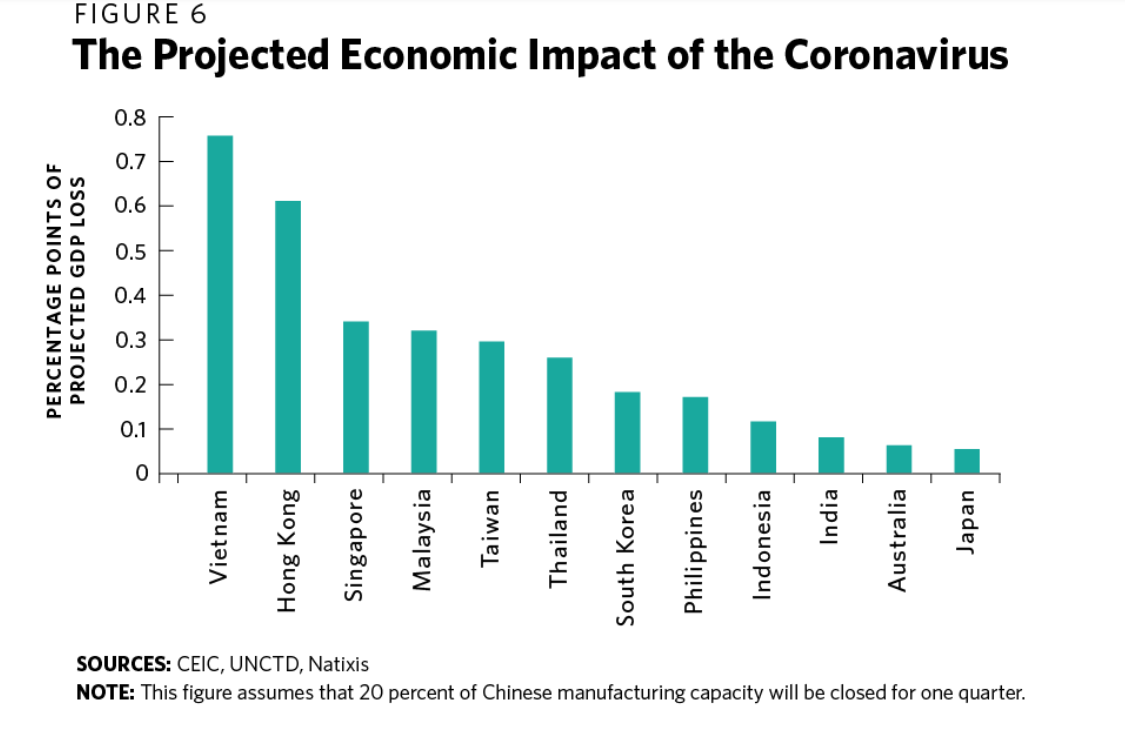 FIGURE 6
The Projected Economic Impact of the Coronavirus
PERCENTAGE POINTS OF
PROJECTED GDP LOSS
0.8
0.7
0.6
0.5
0.4
0.3
0.2
0.1
0
Vietnam
Hong Kong
Singapore
Malaysia
Taiwan
Thailand
South Korea
Philippines
Indonesia
India
Australia
Japan
SOURCES: CEIC, UNCTD, Natixis
NOTE: This figure assumes that 20 percent of Chinese manufacturing capacity will be closed for one quarter.